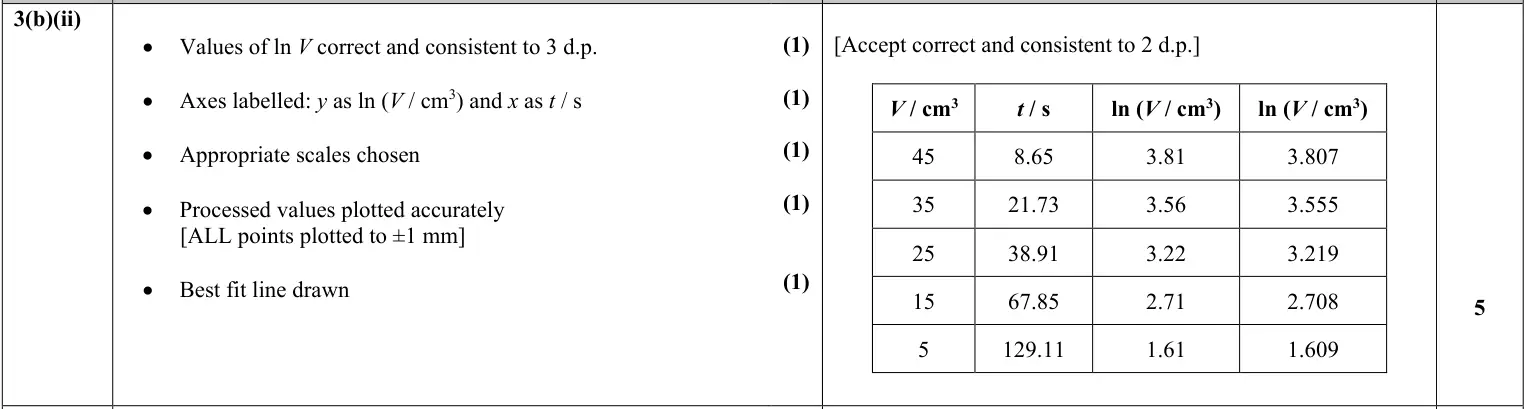 3(b)(ii)
• Values of ln V correct and consistent to 3 d.p. (1)
• Axes labelled: y as ln (V / cm³) and x as t / s (1)
• Appropriate scales chosen (1)
• Processed values plotted accurately (1)
[ALL points plotted to ±1 mm]
• Best fit line drawn (1)
[Accept correct and consistent to 2 d.p.]
V / cm³ t / s ln (V / cm³) ln (V / cm³)
45 8.65 3.81 3.807
35 21.73 3.56 3.555
25 38.91 3.22 3.219
15 67.85 2.71 2.708
5 129.11 1.61 1.609
5